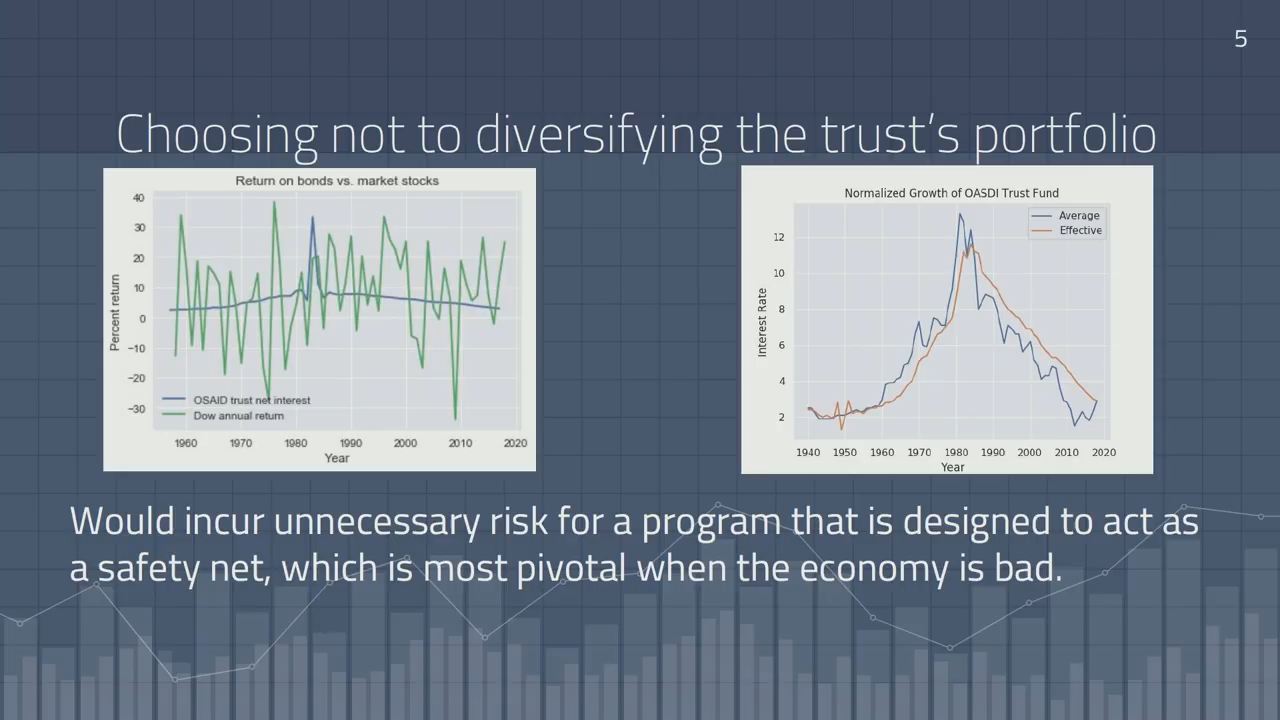 5
Choosing not to diversifying the trust's portfolio
Return on bonds vs. market stocks
40
30
20
10
0
−10
−20
−30
Percent return
OSAID trust net interest
Dow annual return
1960 1970 1980 1990 2000 2010 2020
Year
Normalized Growth of OASDI Trust Fund
Average
Effective
12
10
8
6
4
2
Interest Rate
1940 1950 1960 1970 1980 1990 2000 2010 2020
Year
Would incur unnecessary risk for a program that is designed to act as
a safety net, which is most pivotal when the economy is bad.